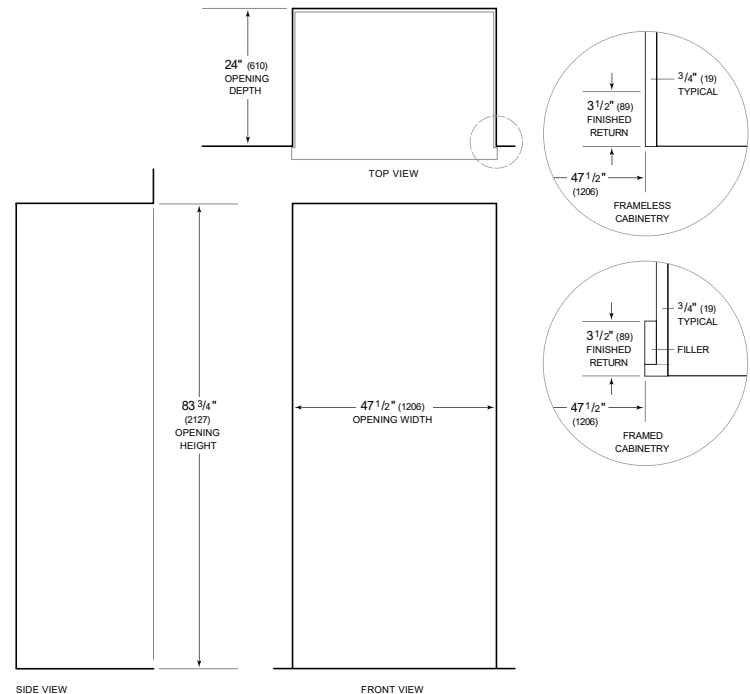 24" (610)
OPENING
DEPTH
TOP VIEW
3/4" (19)
TYPICAL
3 1/2" (89)
FINISHED
RETURN
47 1/2"
(1206)
FRAMELESS
CABINETRY
3/4" (19)
TYPICAL
3 1/2" (89)
FINISHED
RETURN
FILLER
47 1/2"
(1206)
FRAMED
CABINETRY
83 3/4"
(2127)
OPENING
HEIGHT
47 1/2" (1206)
OPENING WIDTH
SIDE VIEW
FRONT VIEW